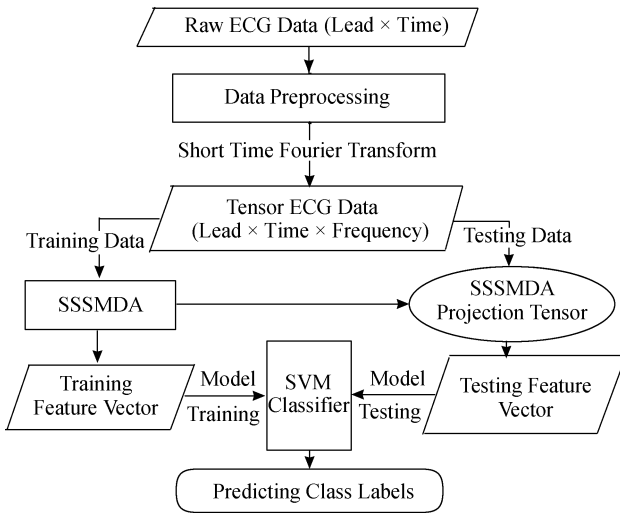 Raw ECG Data (Lead × Time)
Data Preprocessing
Short Time Fourier Transform
Tensor ECG Data
(Lead × Time × Frequency)
Training Data
Testing Data
SSSMDA
SSSMDA
Projection Tensor
Training
Feature Vector
Model
Training
SVM
Classifier
Model
Testing
Testing Feature
Vector
Predicting Class Labels